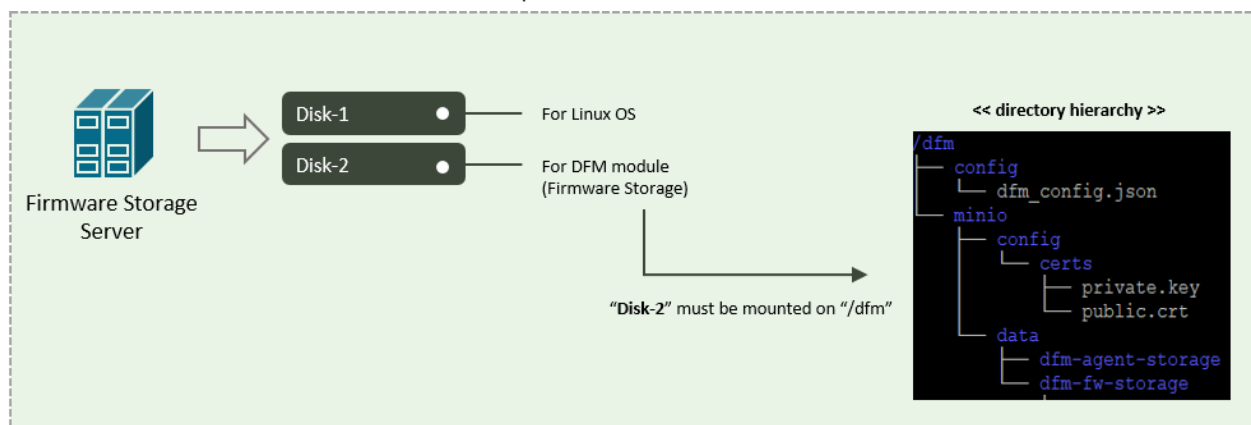 Firmware Storage
Server
Disk-1
Disk-2
For Linux OS
For DFM module
(Firmware Storage)
“Disk-2” must be mounted on “/dfm”
<< directory hierarchy >>
/dfm
config
dfm_config.json
minio
config
certs
private.key
public.crt
data
dfm-agent-storage
dfm-fw-storage